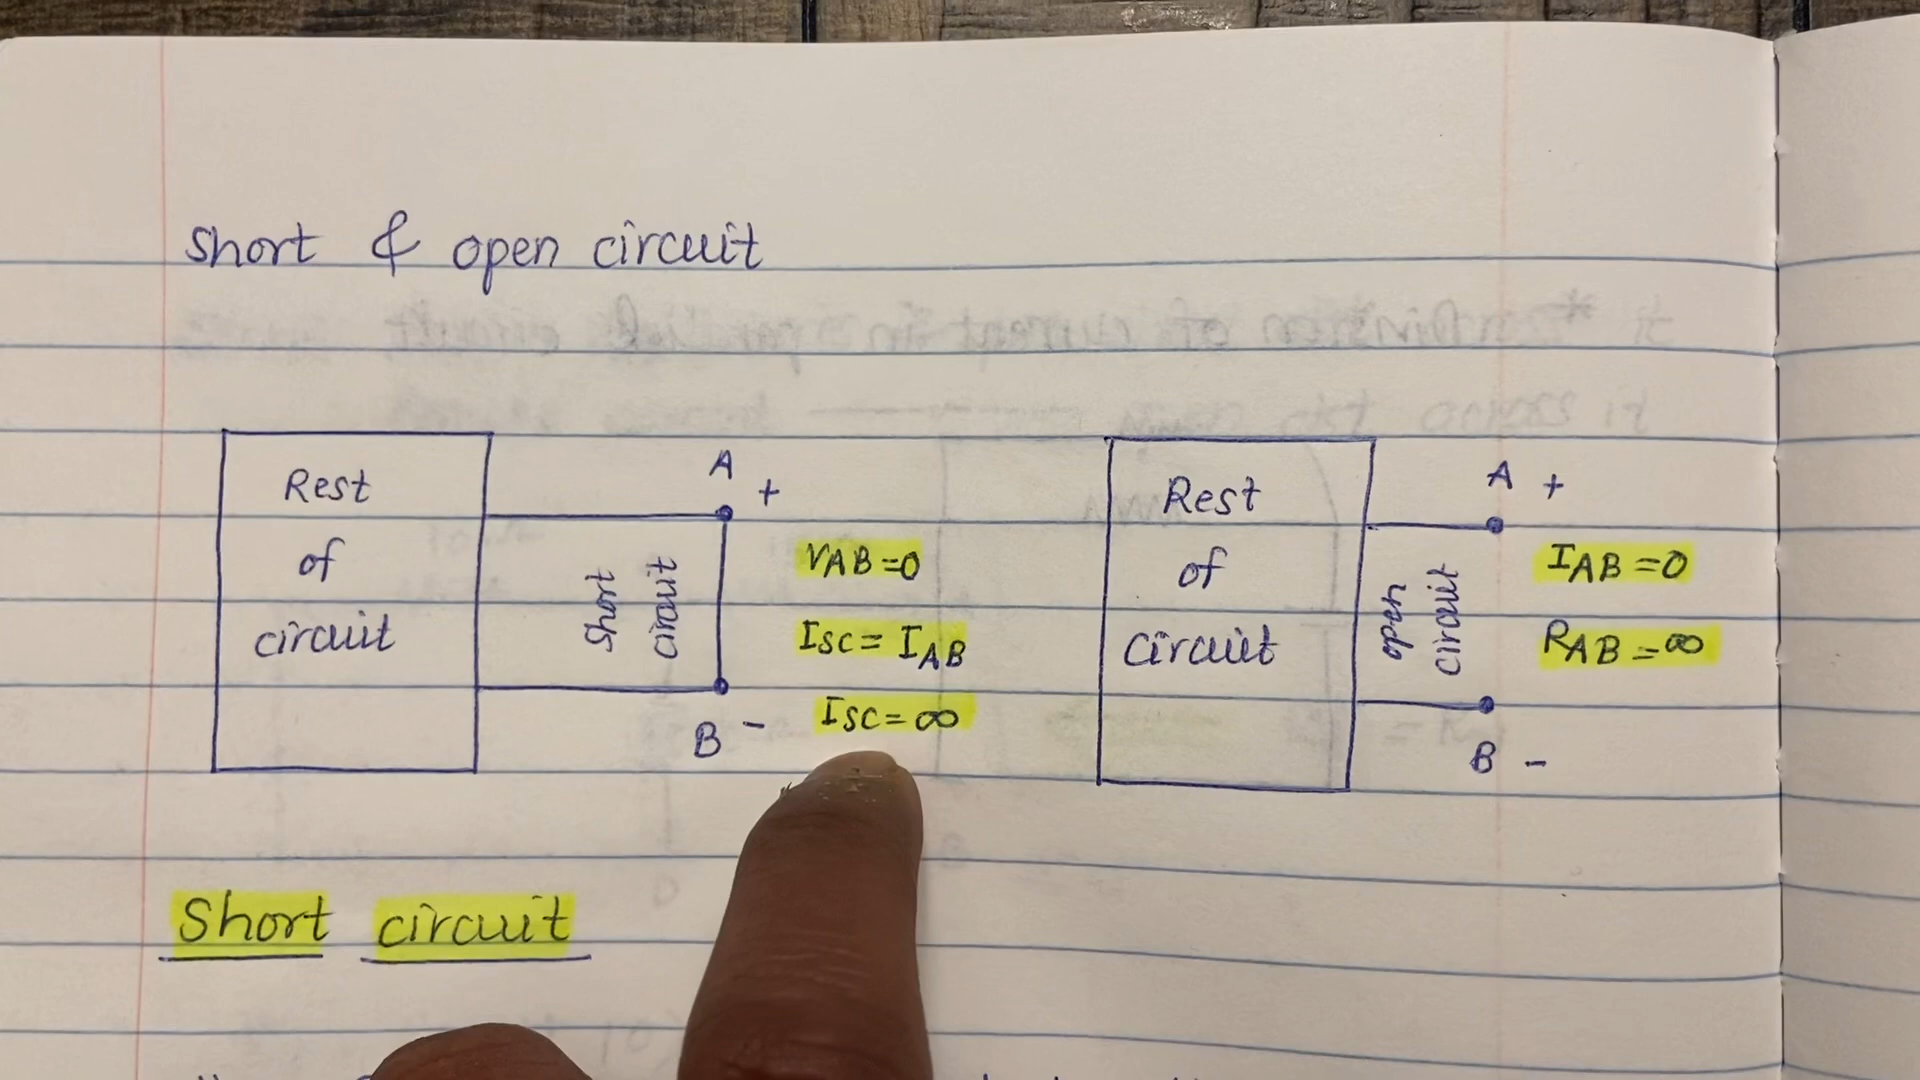 short & open circuit
Rest
of
circuit
short
circuit
A
+
VAB=0
ISC= IAB
ISC=∞
B -
Rest
of
circuit
open
circuit
A +
IAB=0
RAB=∞
B -
Short circuit